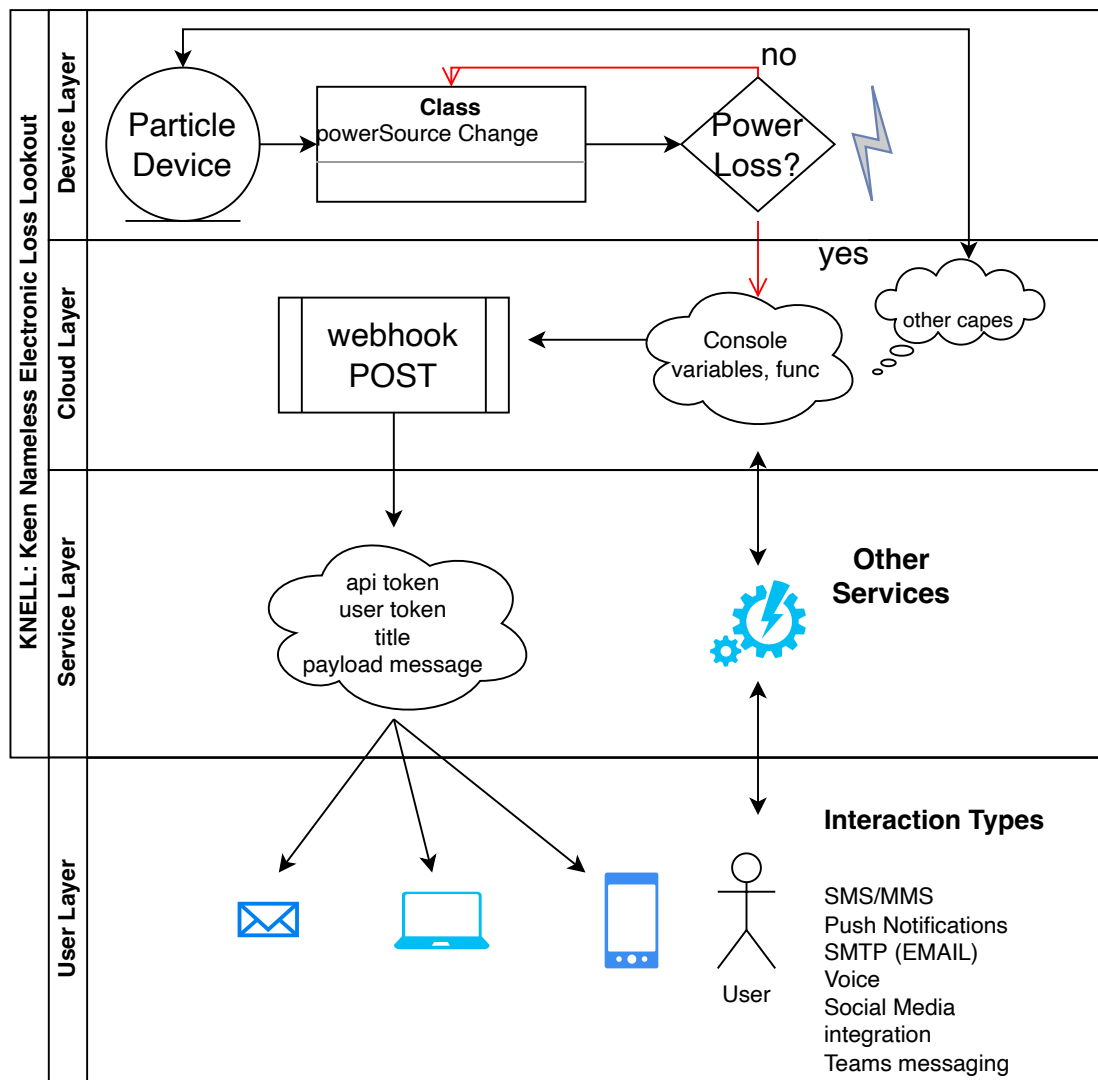 KNELL: Keen Nameless Electronic Loss Lookout
Device Layer
no
Particle
Device
Class
powerSource Change
Power
Loss?
Cloud Layer
yes
webhook
POST
Console
variables, func
other capes
Service Layer
api token
user token
title
payload message
Other
Services
User Layer
User
Interaction Types
SMS/MMS
Push Notifications
SMTP (EMAIL)
Voice
Social Media
integration
Teams messaging